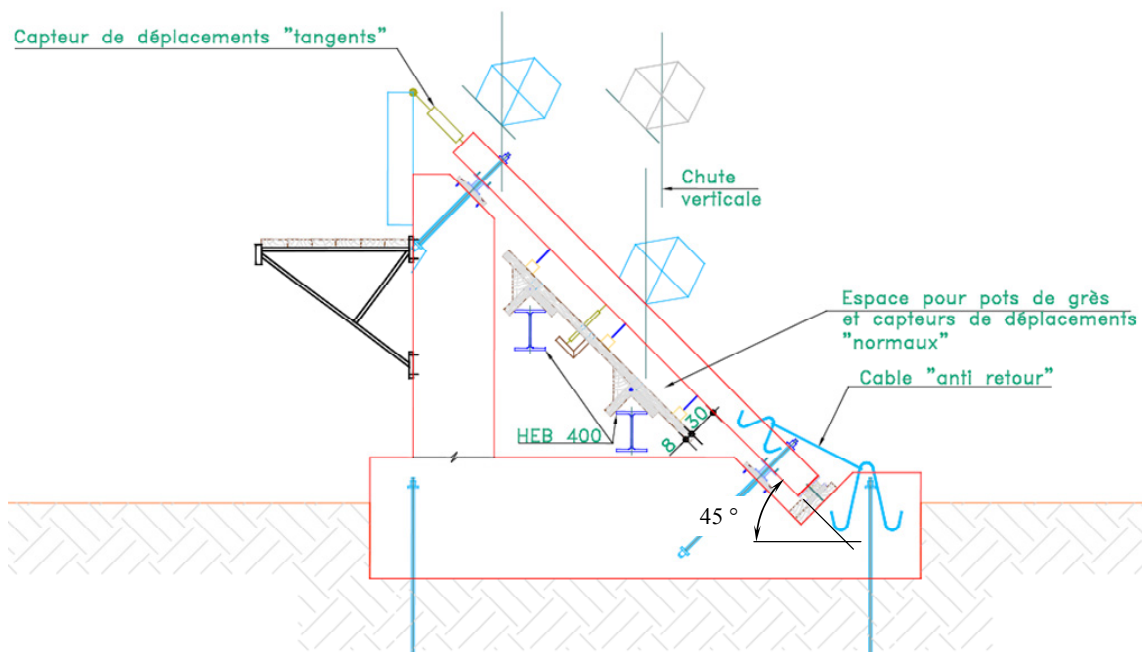 Capteur de déplacements "tangents"
Chute
verticale
Espace pour pots de grès
et capteurs de déplacements
"normaux"
Cable "anti retour"
HEB 400
8
30
45 °